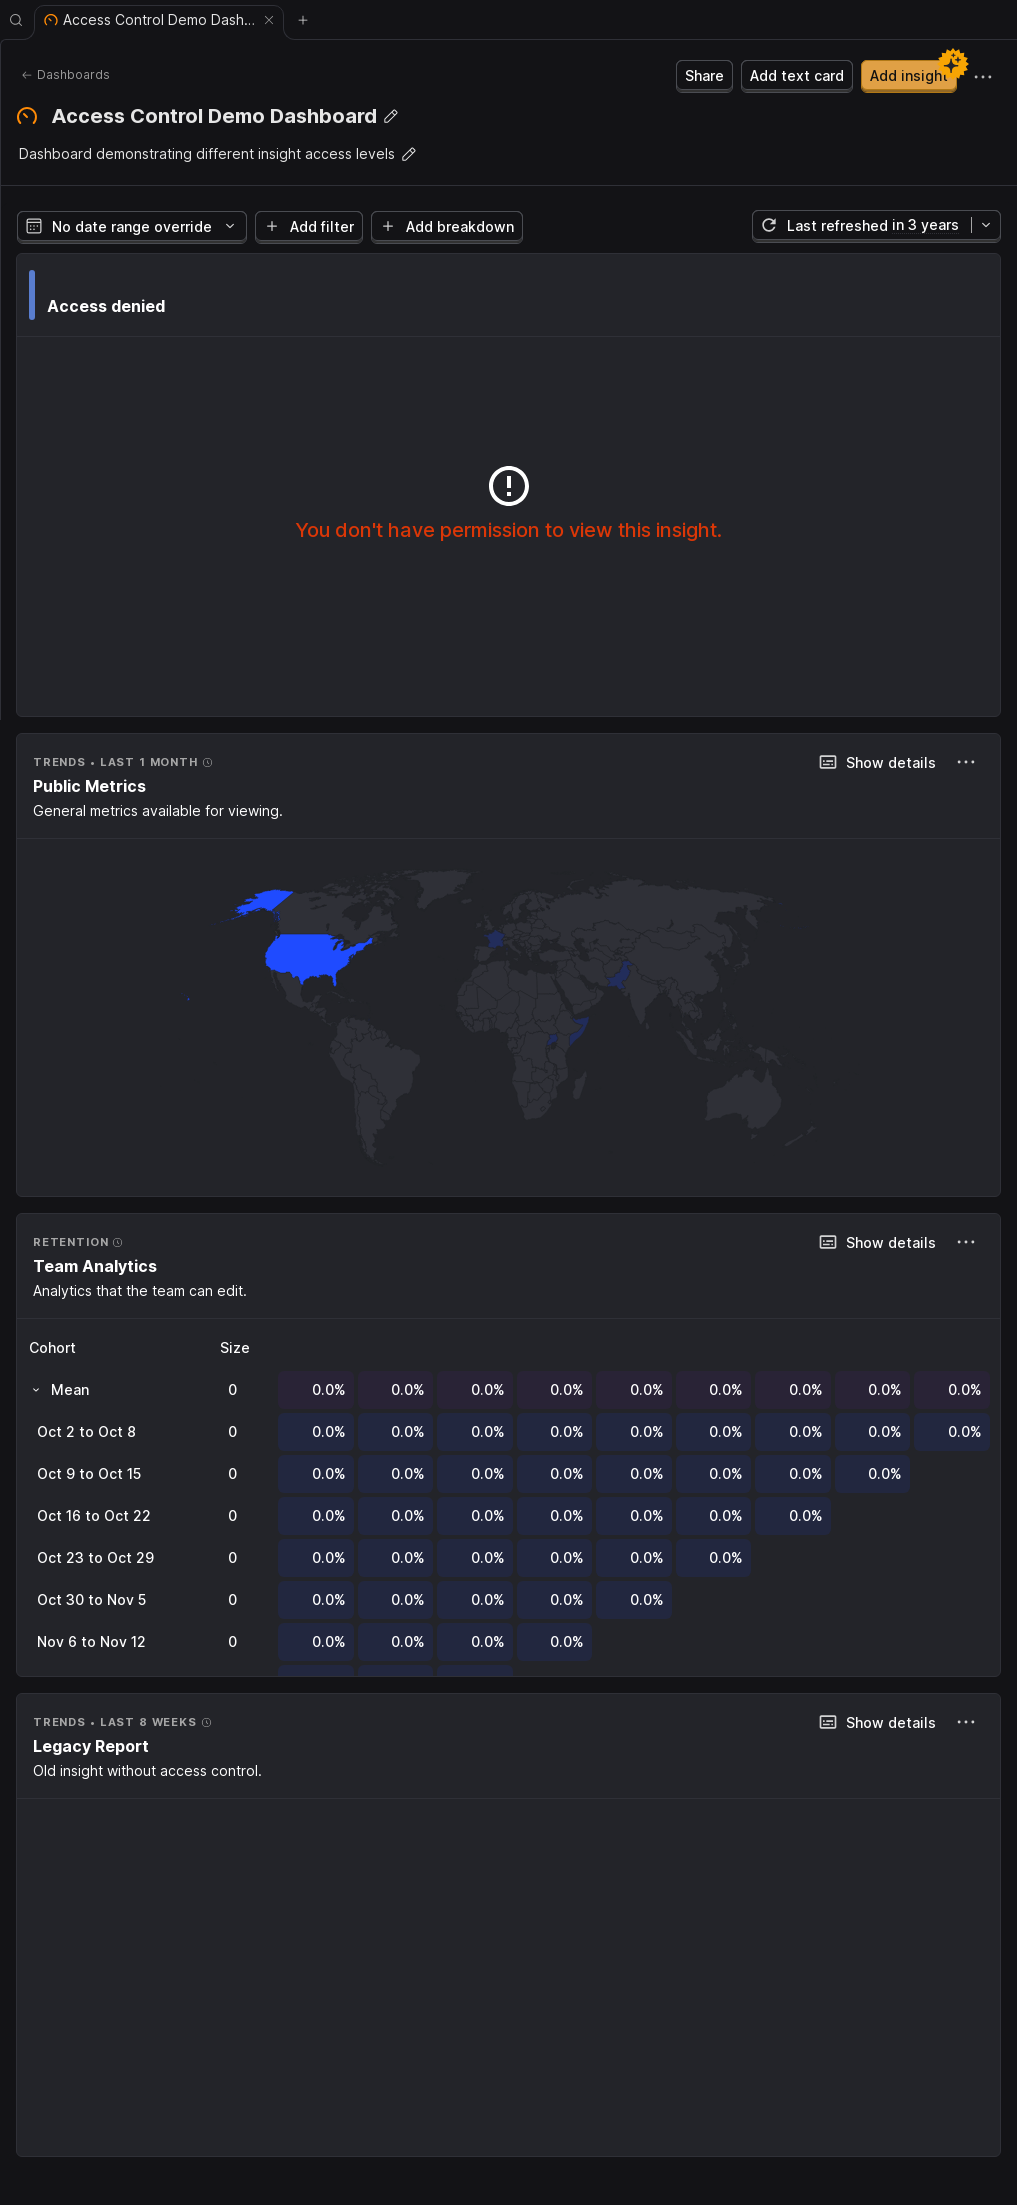 Access Control Demo Dash...
Dashboards
Share
Add text card
Add insight
Access Control Demo Dashboard
Dashboard demonstrating different insight access levels
No date range override
Add filter
Add breakdown
Last refreshed in 3 years
Access denied
You don't have permission to view this insight.
TRENDS • LAST 1 MONTH
Show details
Public Metrics
General metrics available for viewing.
RETENTION
Show details
Team Analytics
Analytics that the team can edit.
Cohort Size
Mean 0 0.0% 0.0% 0.0% 0.0% 0.0% 0.0% 0.0% 0.0% 0.0%
Oct 2 to Oct 8 0 0.0% 0.0% 0.0% 0.0% 0.0% 0.0% 0.0% 0.0% 0.0%
Oct 9 to Oct 15 0 0.0% 0.0% 0.0% 0.0% 0.0% 0.0% 0.0% 0.0%
Oct 16 to Oct 22 0 0.0% 0.0% 0.0% 0.0% 0.0% 0.0% 0.0%
Oct 23 to Oct 29 0 0.0% 0.0% 0.0% 0.0% 0.0% 0.0%
Oct 30 to Nov 5 0 0.0% 0.0% 0.0% 0.0% 0.0%
Nov 6 to Nov 12 0 0.0% 0.0% 0.0% 0.0%
TRENDS • LAST 8 WEEKS
Show details
Legacy Report
Old insight without access control.